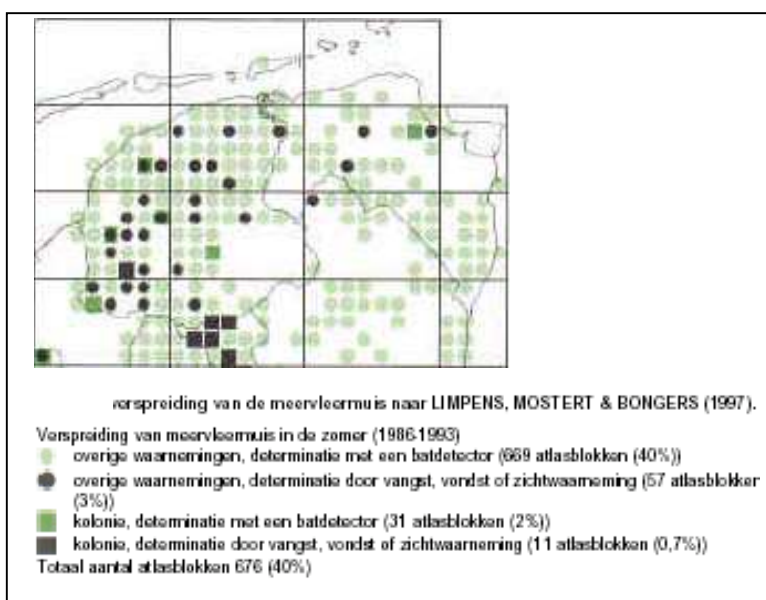 verspreiding van de meervleermuis naar LIMPENS, MOSTERT & BONGERS (1997).
Verspreiding van meervleermuis in de zomer (1986-1993)
overige waarnemingen, determinatie met een batdetector (669 atlasblokken (40%))
overige waarnemingen, determinatie door vangst, vondst of zichtwaarneming (57 atlasblokken
(3%))
kolonie, determinatie met een batdetector (31 atlasblokken (2%))
kolonie, determinatie door vangst, vondst of zichtwaarneming (11 atlasblokken (0,7%))
Totaal aantal atlasblokken 676 (40%)